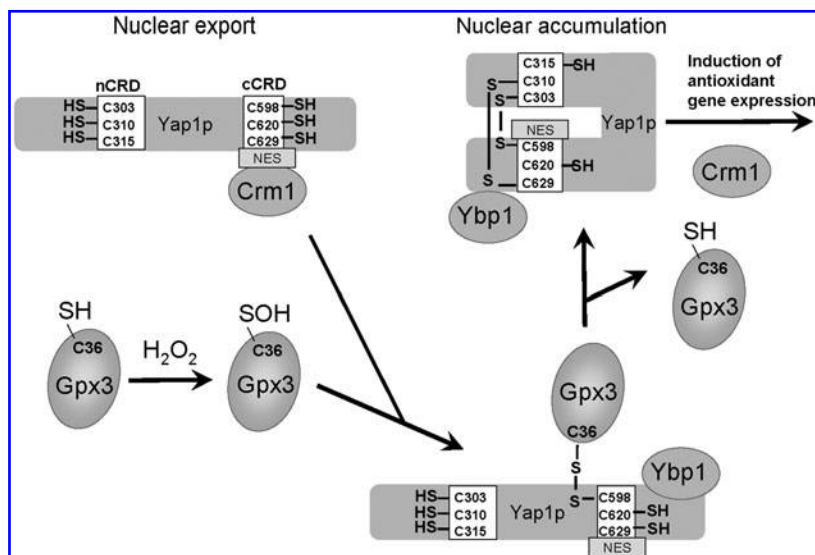 Nuclear export
nCRD
cCRD
HS
C303
HS
C310
HS
C315
Yap1p
C598
SH
C620
SH
C629
SH
NES
Crm1
Nuclear accumulation
C315
SH
C310
C303
S
S
Yap1p
NES
S
C598
C620
SH
S
C629
Ybp1
Induction of
antioxidant
gene expression
Crm1
SH
C36
Gpx3
SH
C36
Gpx3
H2O2
SOH
C36
Gpx3
Gpx3
C36
S
S
Ybp1
HS
C303
HS
C310
HS
C315
Yap1p
C598
C620
SH
C629
SH
NES